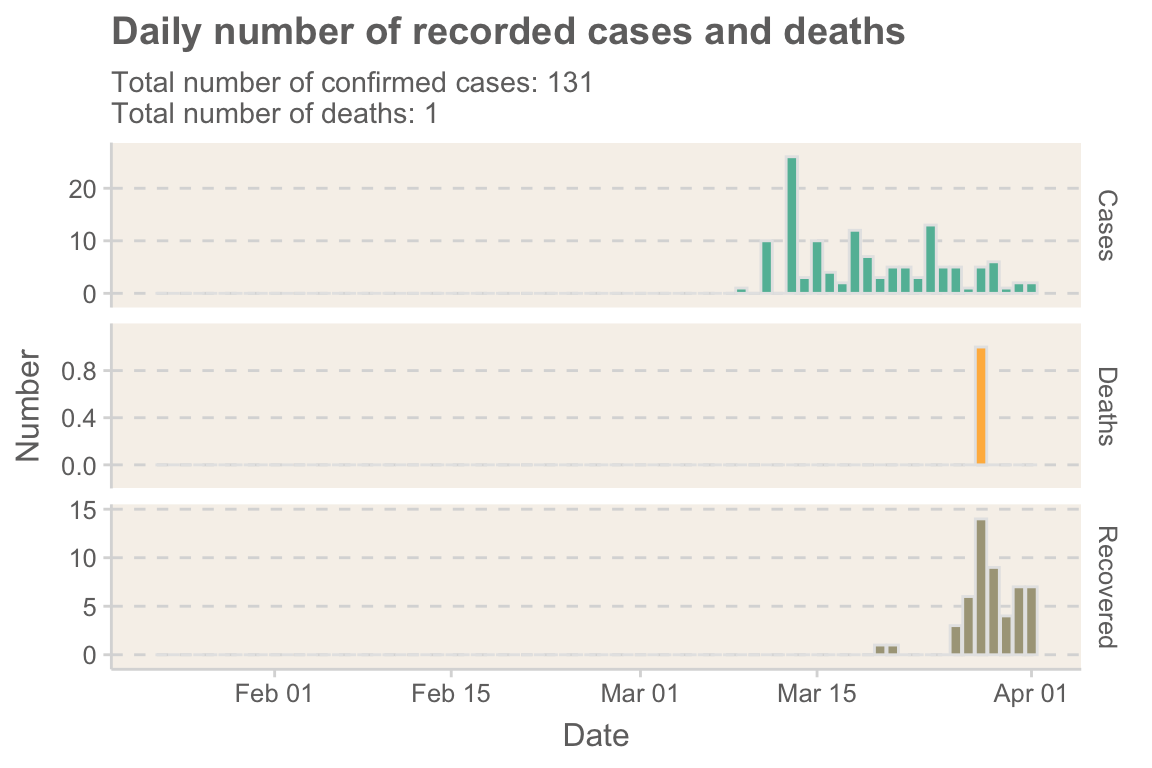 Daily number of recorded cases and deaths
Total number of confirmed cases: 131
Total number of deaths: 1
20
10
0
Cases
0.8
0.4
0.0
Deaths
15
10
5
0
Recovered
Number
Feb 01
Feb 15
Mar 01
Mar 15
Apr 01
Date